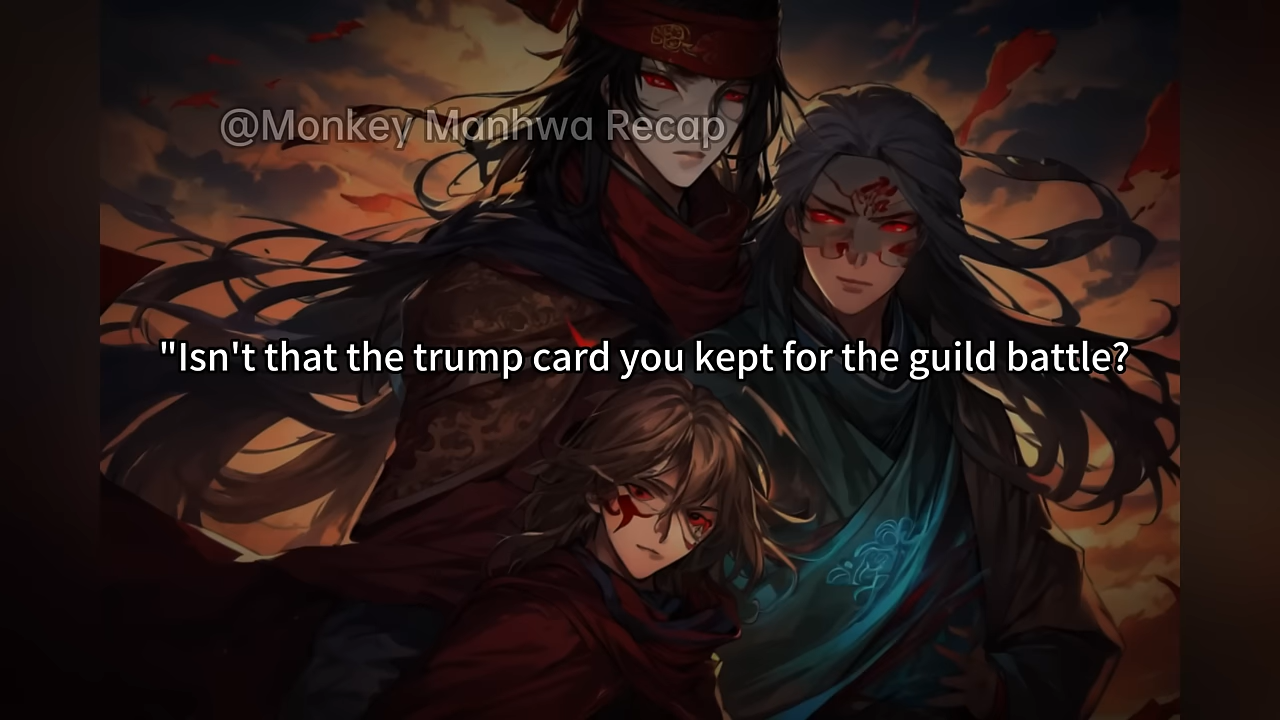 @Monkey Manhwa Recap
"Isn't that the trump card you kept for the guild battle?